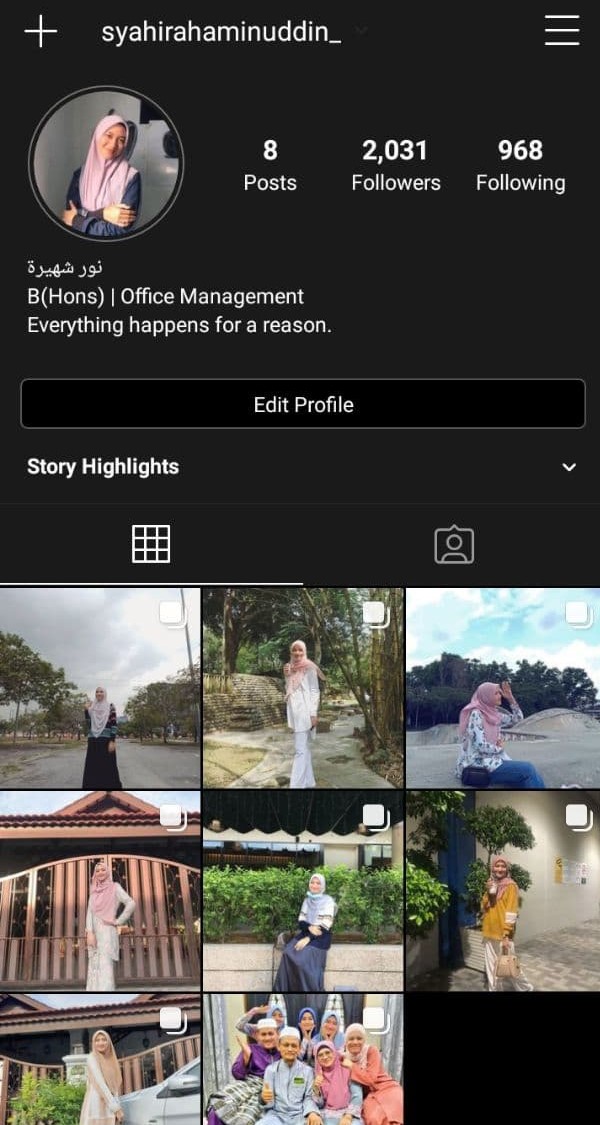 syahirahaminuddin_
8
2,031
968
Posts
Followers
Following
نور شهيرة
B(Hons) | Office Management
Everything happens for a reason.
Edit Profile
Story Highlights